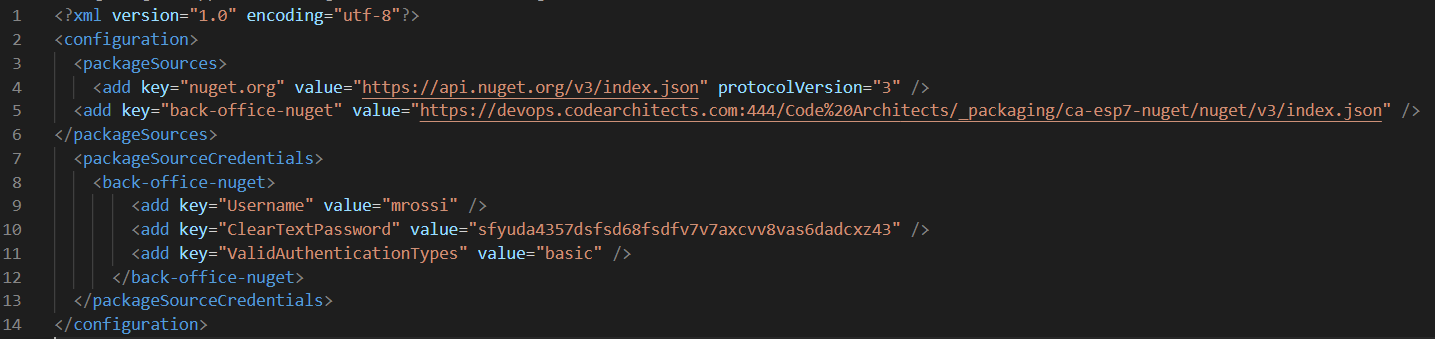 1 <?xml version="1.0" encoding="utf-8"?>
2 <configuration>
3 <packageSources>
4 <add key="nuget.org" value="https://api.nuget.org/v3/index.json" protocolVersion="3" />
5 <add key="back-office-nuget" value="https://devops.codearchitects.com:444/Code%20Architects/_packaging/ca-esp7-nuget/nuget/v3/index.json" />
6 </packageSources>
7 <packageSourceCredentials>
8 <back-office-nuget>
9 <add key="Username" value="mrossi" />
10 <add key="ClearTextPassword" value="sfyuda4357dsfsd68fsdfv7v7axcvv8vas6dadcxz43" />
11 <add key="ValidAuthenticationTypes" value="basic" />
12 </back-office-nuget>
13 </packageSourceCredentials>
14 </configuration>